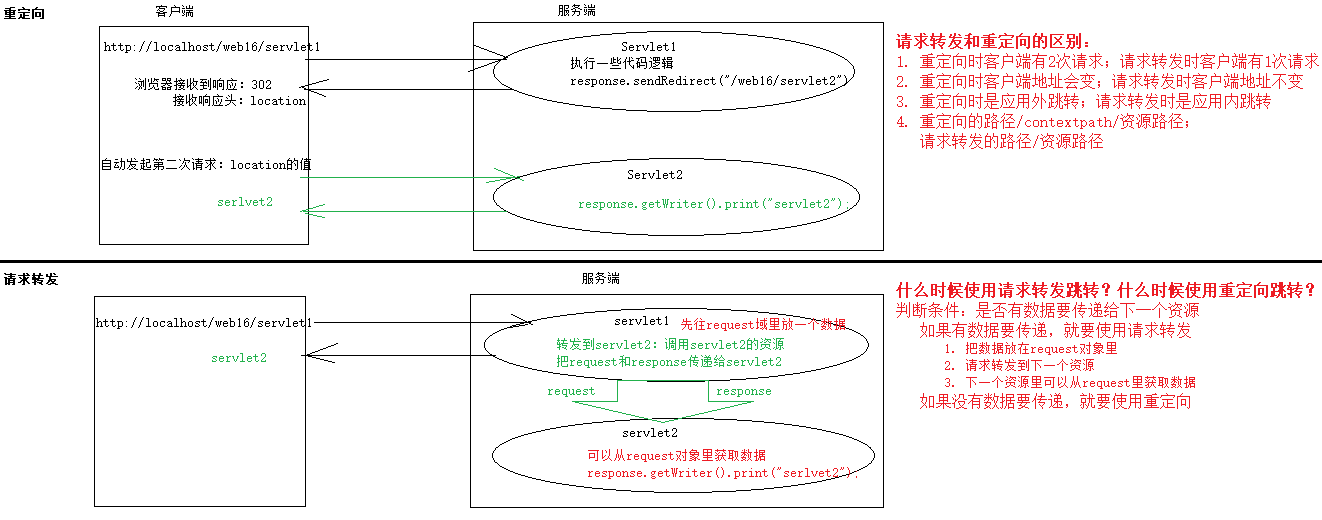 重定向
客户端
服务端
http://localhost/web16/servlet1
Servlet1
执行一些代码逻辑
response.sendRedirect("/web16/servlet2")
浏览器接收到响应：302
接收响应头：location
自动发起第二次请求：location的值
serlvet2
Servlet2
response.getWriter().print("servlet2");
请求转发和重定向的区别：
1. 重定向时客户端有2次请求；请求转发时客户端有1次请求
2. 重定向时客户端地址会变；请求转发时客户端地址不变
3. 重定向时是应用外跳转；请求转发时是应用内跳转
4. 重定向的路径/contextpath/资源路径；
请求转发的路径/资源路径
请求转发
服务端
http://localhost/web16/servlet1
servlet2
servlet1
先往request域里放一个数据
转发到servlet2：调用servlet2的资源
把request和response传递给servlet2
request
response
servlet2
可以从request对象里获取数据
response.getWriter().print("serlvet2");
什么时候使用请求转发跳转？什么时候使用重定向跳转？
判断条件：是否有数据要传递给下一个资源
如果有数据要传递，就要使用请求转发
1. 把数据放在request对象里
2. 请求转发到下一个资源
3. 下一个资源里可以从request里获取数据
如果没有数据要传递，就要使用重定向